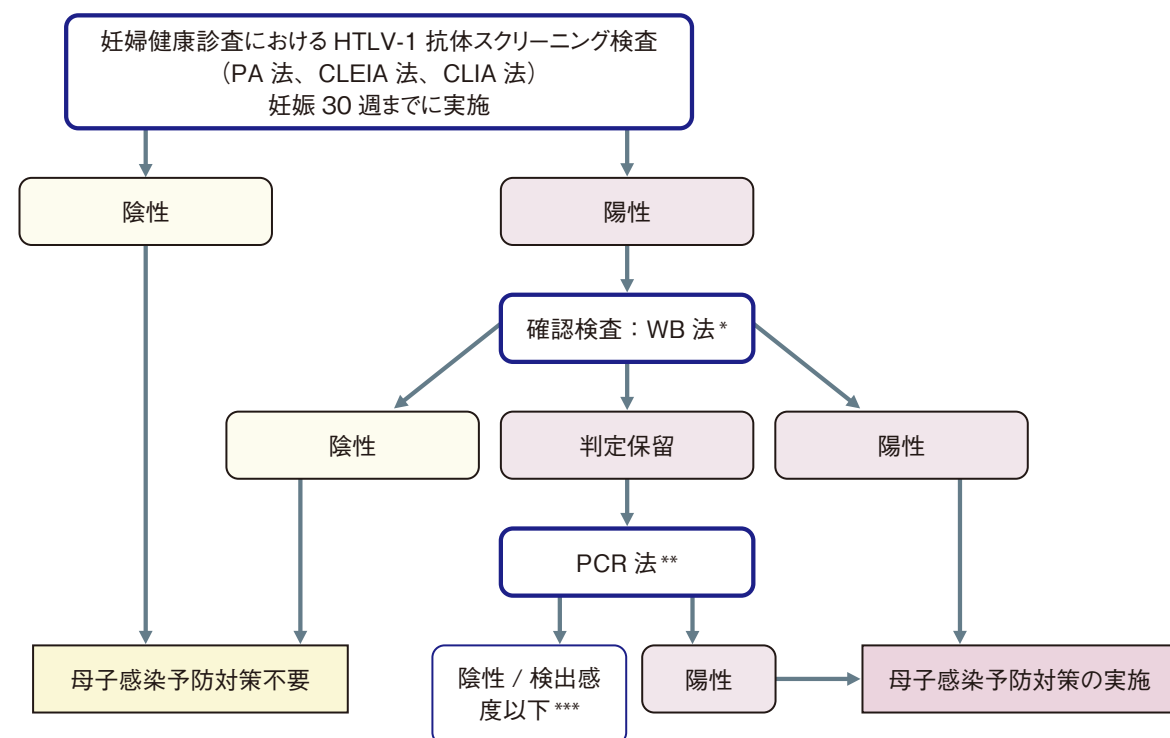 妊婦健康診査における HTLV-1 抗体スクリーニング検査
（PA 法、CLEIA 法、CLIA 法）
妊娠 30 週までに実施
陰性
陽性
確認検査：WB 法*
陰性
判定保留
陽性
PCR 法**
母子感染予防対策不要
陰性 / 検出感
度以下***
陽性
母子感染予防対策の実施